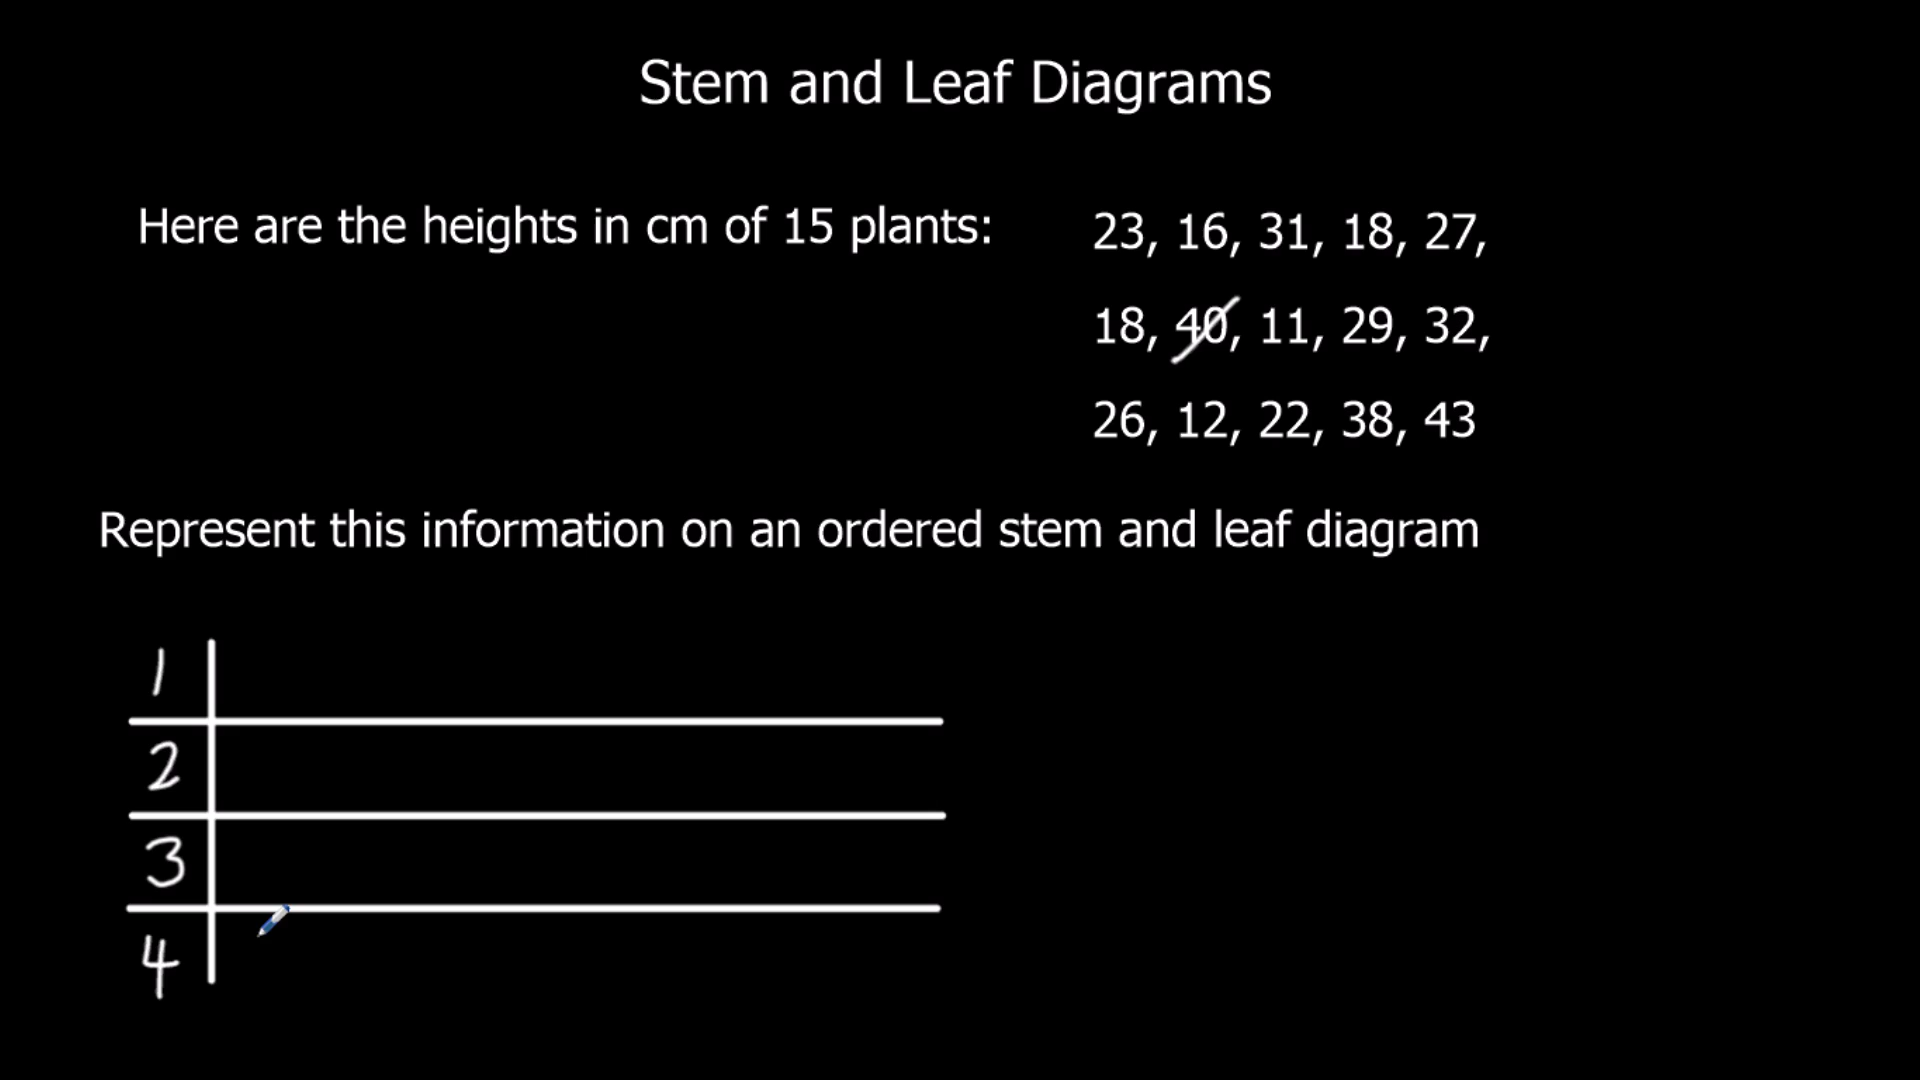 Stem and Leaf Diagrams
Here are the heights in cm of 15 plants:
23, 16, 31, 18, 27,
18, 40, 11, 29, 32,
26, 12, 22, 38, 43
Represent this information on an ordered stem and leaf diagram
1
2
3
4